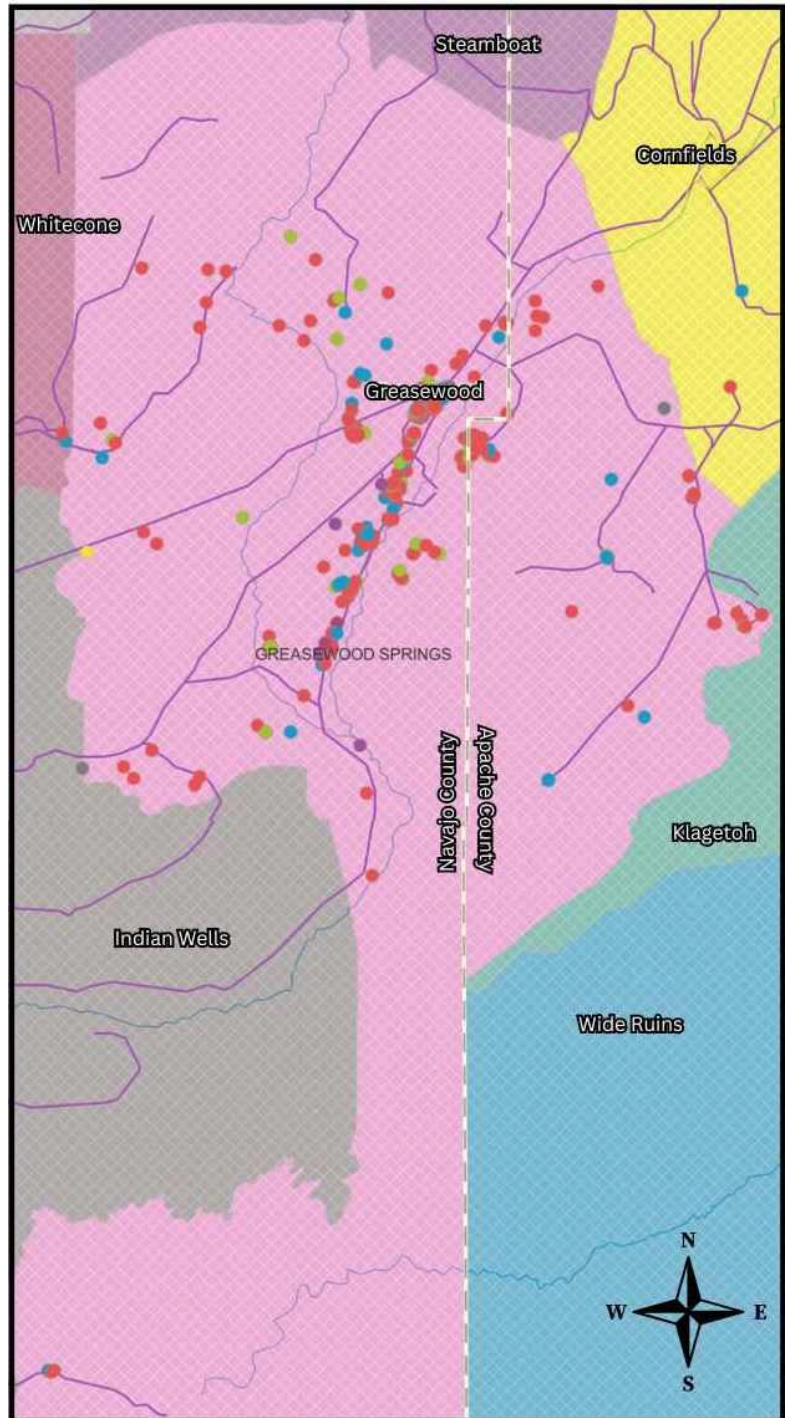 Steamboat
Cornfields
Whitecone
Greasewood
GREASEWOOD SPRINGS
Navajo County
Apache County
Klagetoh
Indian Wells
Wide Ruins
N
W
E
S